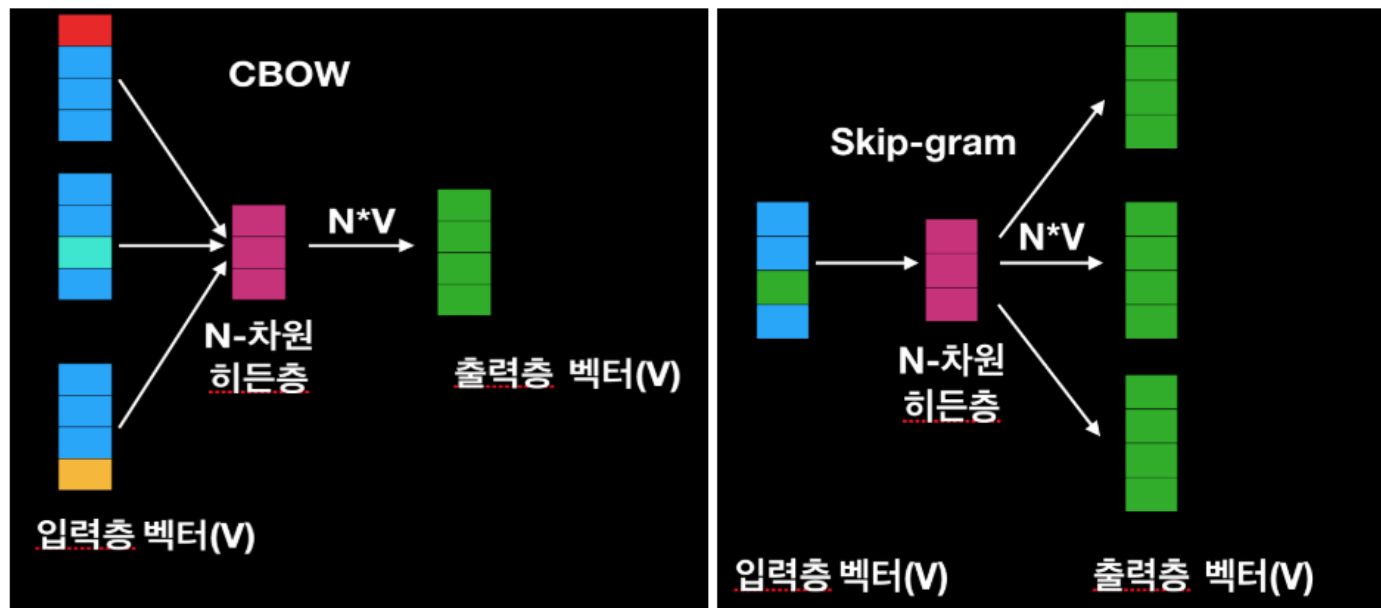 CBOW
N*V
N-차원
히든층
출력층 벡터(V)
입력층 벡터(V)
Skip-gram
N*V
N-차원
히든층
입력층 벡터(V)
출력층 벡터(V)